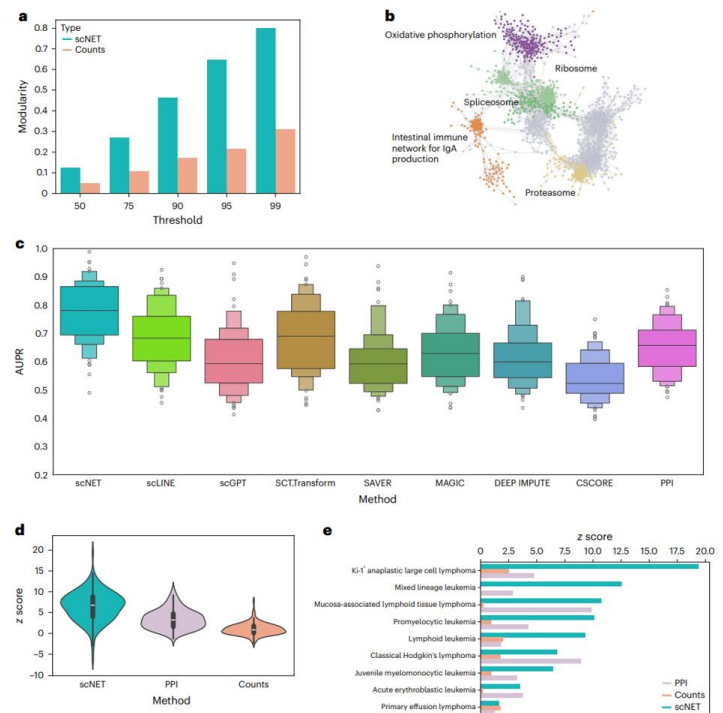 a
Type
scNET
Counts
Modularity
0.8
0.7
0.6
0.5
0.4
0.3
0.2
0.1
0
50 75 90 95 99
Threshold
b
Oxidative phosphorylation
Ribosome
Spliceosome
Intestinal immune
network for IgA
production
Proteasome
c
AUPR
1.0
0.9
0.8
0.7
0.6
0.5
0.4
0.3
0.2
scNET scLINE scGPT SCT.Transform SAVER MAGIC DEEP IMPUTE CSCORE PPI
Method
d
z score
20
15
10
5
0
−5
−10
scNET PPI Counts
Method
e
z score
0 2.5 5.0 7.5 10.0 12.5 15.0 17.5 20.0
Ki-1+ anaplastic large cell lymphoma
Mixed lineage leukemia
Mucosa-associated lymphoid tissue lymphoma
Promyelocytic leukemia
Lymphoid leukemia
Classical Hodgkin's lymphoma
Juvenile myelomonocytic leukemia
Acute erythroblastic leukemia
Primary effusion lymphoma
PPI
Counts
scNET